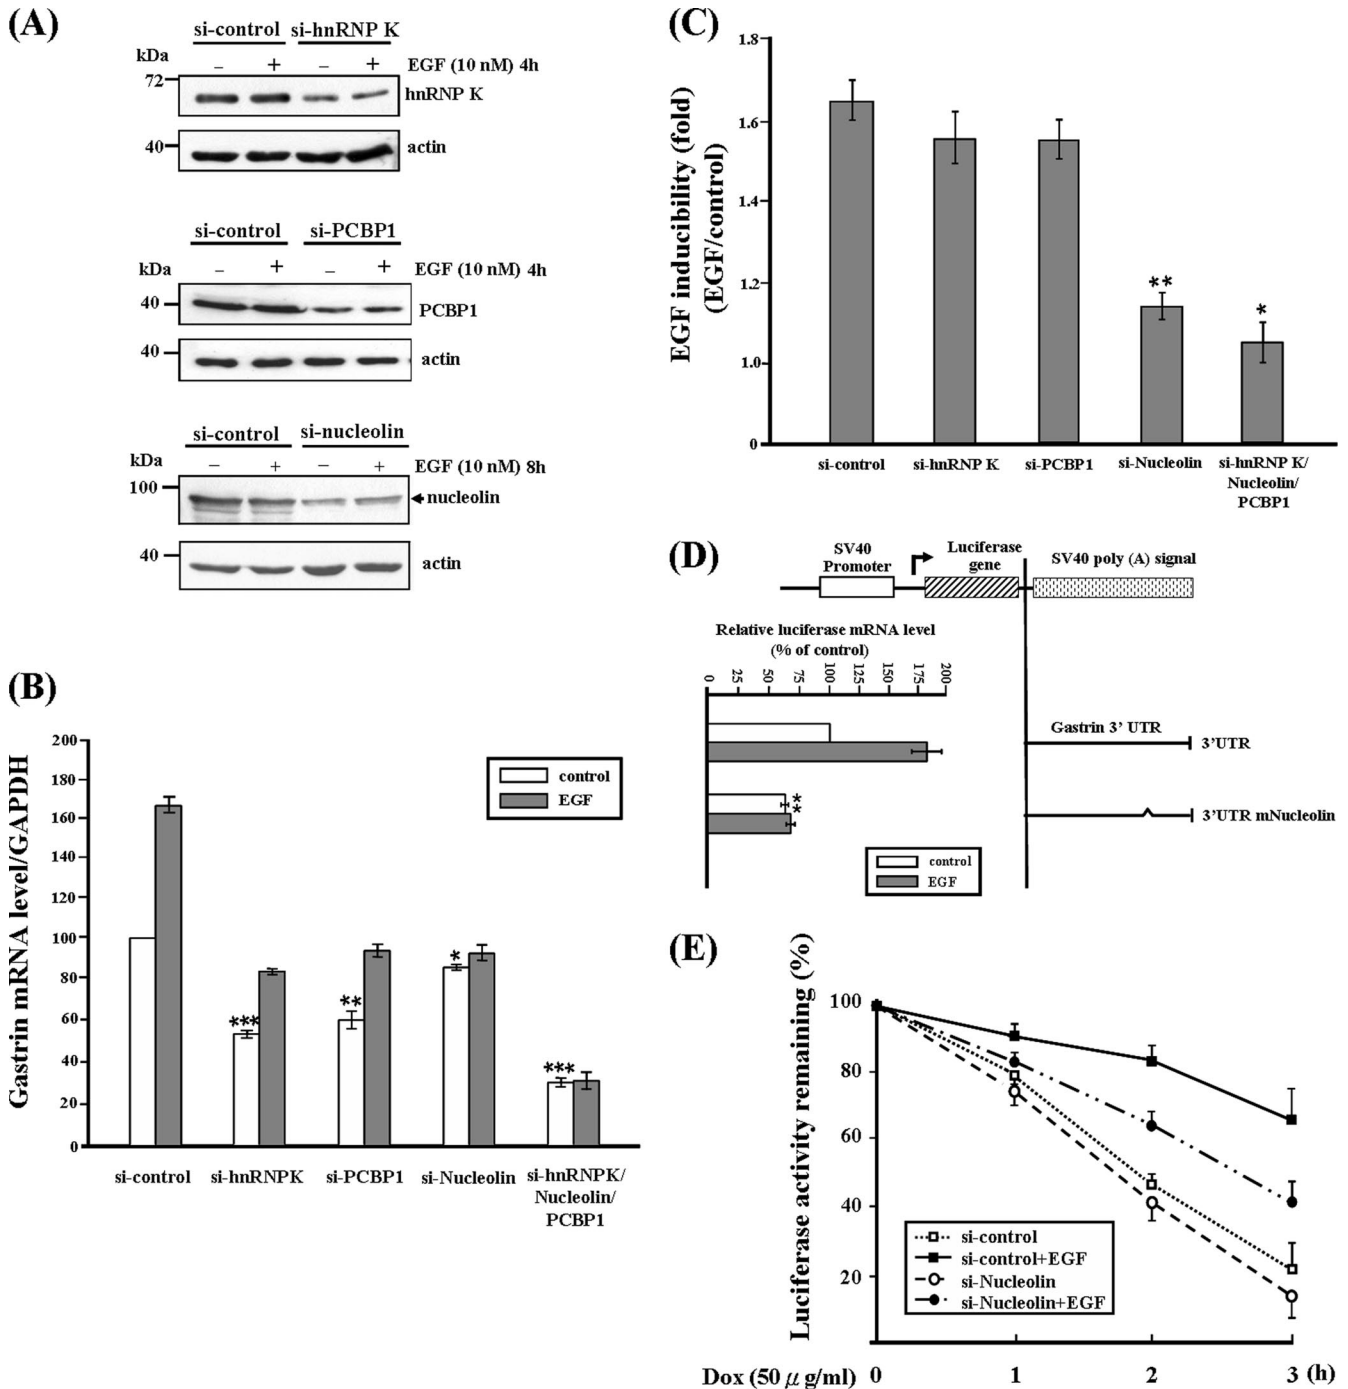 (A)
si-control si-hnRNP K
kDa
– + – + EGF (10 nM) 4h
72
hnRNP K
40
actin
si-control si-PCBP1
kDa
– + – + EGF (10 nM) 4h
40
PCBP1
40
actin
si-control si-nucleolin
kDa
– + – + EGF (10 nM) 8h
100
nucleolin
40
actin
(B)
Gastrin mRNA level/GAPDH
200
180
160
140
120
100
80
60
40
20
0
control
EGF
***
**
*
***
si-control si-hnRNPK si-PCBP1 si-Nucleolin si-hnRNPK/
Nucleolin/
PCBP1
(C)
EGF inducibility (fold)
(EGF/control)
1.8
1.6
1.4
1.2
1.0
0
**
*
si-control si-hnRNP K si-PCBP1 si-Nucleolin si-hnRNP K/
Nucleolin/
PCBP1
(D)
SV40
Promoter
Luciferase
gene
SV40 poly (A) signal
Relative luciferase mRNA level
(% of control)
0 25 50 75 100 125 150 175 200
Gastrin 3' UTR
3'UTR
**
3'UTR mNucleolin
control
EGF
(E)
Luciferase activity remaining (%)
100
80
60
40
20
si-control
si-control+EGF
si-Nucleolin
si-Nucleolin+EGF
Dox (50 μg/ml) 0 1 2 3 (h)